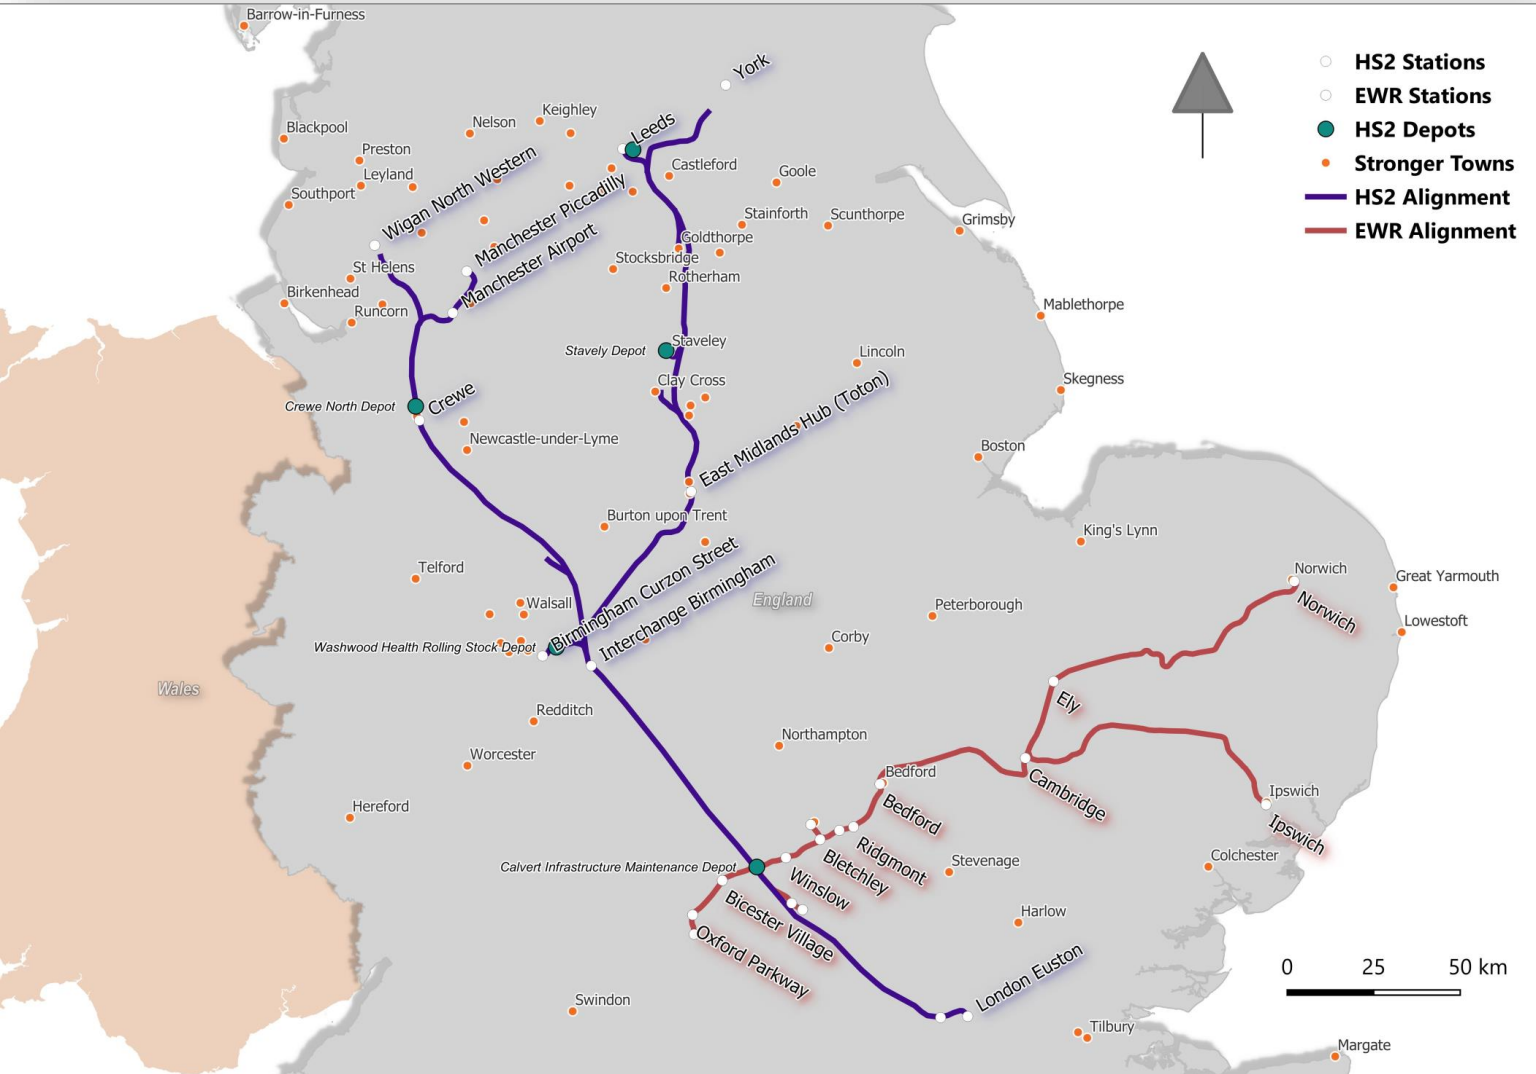 Barrow-in-Furness
York
HS2 Stations
EWR Stations
HS2 Depots
Stronger Towns
HS2 Alignment
EWR Alignment
Keighley
Nelson
Leeds
Blackpool
Preston
Wigan North Western
Castleford
Leyland
Goole
Southport
Manchester Piccadilly
Stainforth
Scunthorpe
Grimsby
Goldthorpe
Manchester Airport
Stocksbridge
St Helens
Rotherham
Birkenhead
Runcorn
Mablethorpe
Staveley
Stavely Depot
Lincoln
Clay Cross
Skegness
Crewe
Crewe North Depot
East Midlands Hub (Toton)
Newcastle-under-Lyme
Boston
Burton upon Trent
King's Lynn
Telford
Norwich
Great Yarmouth
Birmingham Curzon Street
Interchange Birmingham
England
Walsall
Peterborough
Norwich
Lowestoft
Corby
Washwood Health Rolling Stock Depot
Wales
Ely
Redditch
Northampton
Worcester
Bedford
Cambridge
Ipswich
Hereford
Bedford
Ipswich
Ridgmont
Colchester
Stevenage
Calvert Infrastructure Maintenance Depot
Bletchley
Winslow
Bicester Village
Harlow
Oxford Parkway
London Euston
0 25 50 km
Swindon
Tilbury
Margate